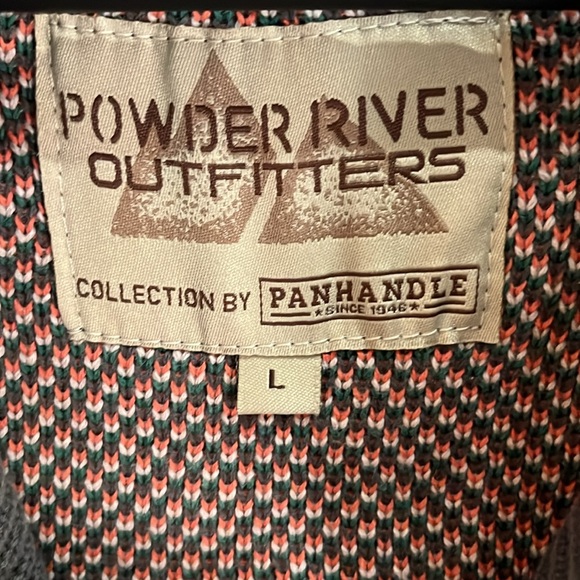 POWDER RIVER
OUTFITTERS
COLLECTION BY PANHANDLE
★SINCE 1946★
L